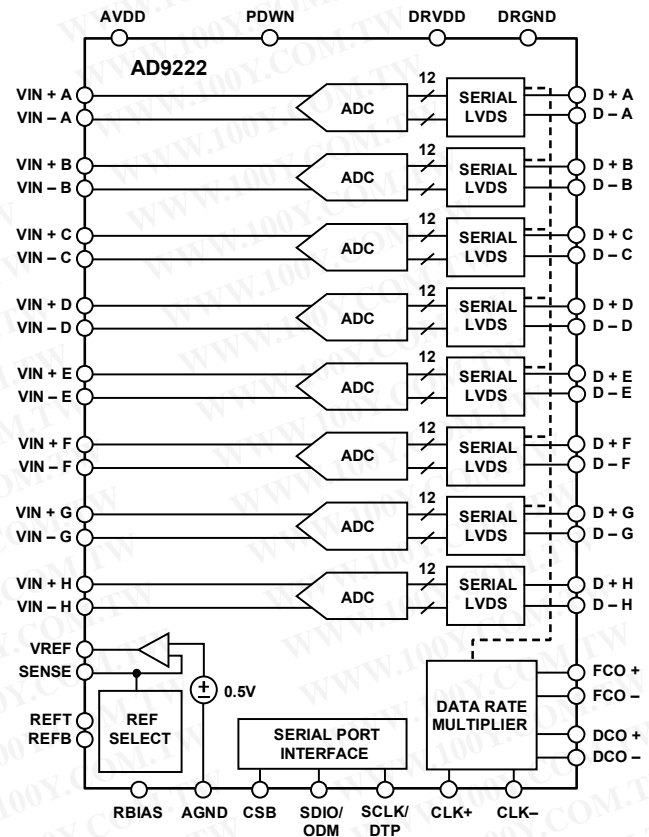 AVDD PDWN DRVDD DRGND
AD9222
VIN + A ADC 12 SERIAL LVDS D + A
VIN – A D – A
VIN + B ADC 12 SERIAL LVDS D + B
VIN – B D – B
VIN + C ADC 12 SERIAL LVDS D + C
VIN – C D – C
VIN + D ADC 12 SERIAL LVDS D + D
VIN – D D – D
VIN + E ADC 12 SERIAL LVDS D + E
VIN – E D – E
VIN + F ADC 12 SERIAL LVDS D + F
VIN – F D – F
VIN + G ADC 12 SERIAL LVDS D + G
VIN – G D – G
VIN + H ADC 12 SERIAL LVDS D + H
VIN – H D – H
VREF
SENSE
0.5V
REFT
REFB
REF
SELECT
SERIAL PORT
INTERFACE
DATA RATE
MULTIPLIER
FCO +
FCO –
DCO +
DCO –
RBIAS AGND CSB SDIO/
ODM SCLK/
DTP CLK+ CLK–
WWW.100Y.COM.TW